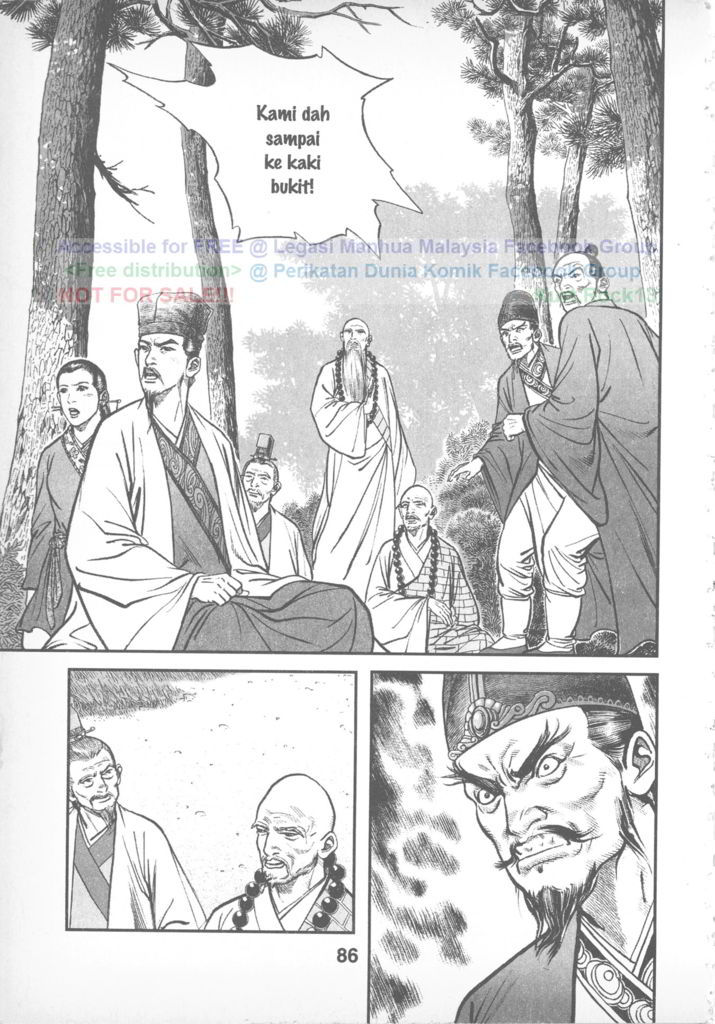 Kami dah
sampai
ke kaki
bukit!
Accessible for FREE @ Legasi Manhua Malaysia Facebook Group
<Free distribution> @ Perikatan Dunia Komik Facebook Group
NOT FOR SALE!!!
86